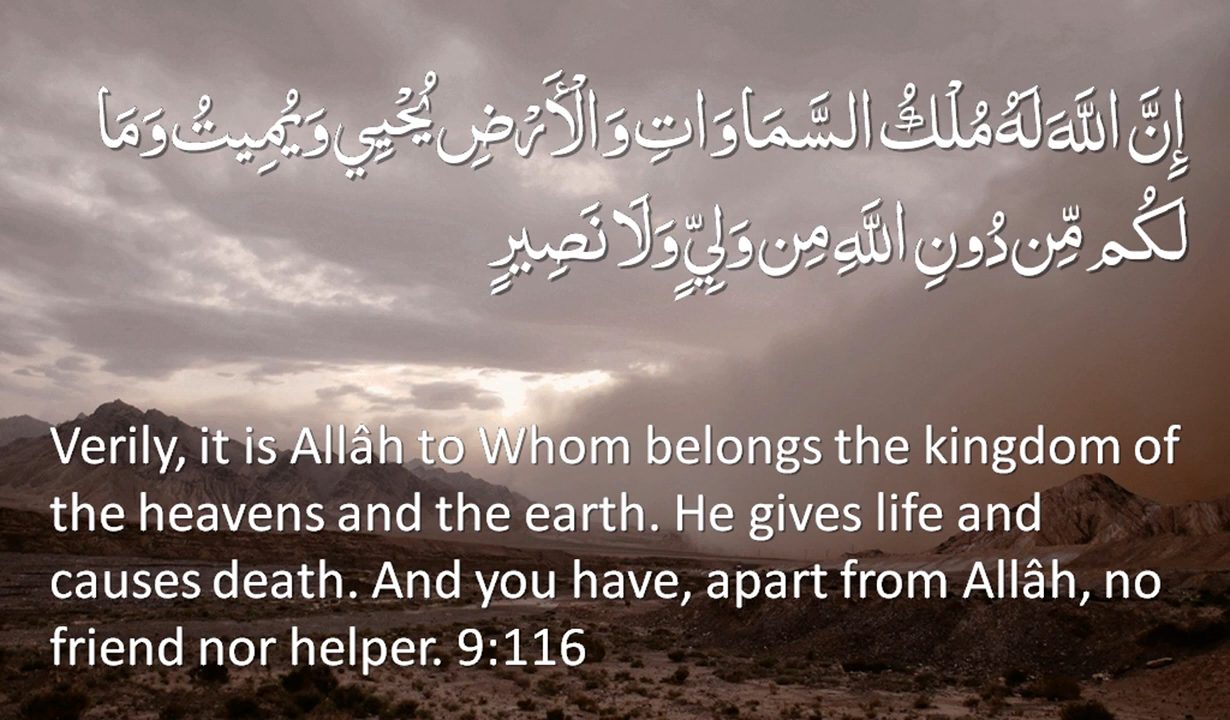 إِنَّ اللَّهَ لَهُ مُلْكُ السَّمَاوَاتِ وَالْأَرْضِ يُحْيِي وَيُمِيتُ وَمَا
لَكُم مِّن دُونِ اللَّهِ مِن وَلِيٍّ وَلَا نَصِيرٍ
Verily, it is Allâh to Whom belongs the kingdom of
the heavens and the earth. He gives life and
causes death. And you have, apart from Allâh, no
friend nor helper. 9:116